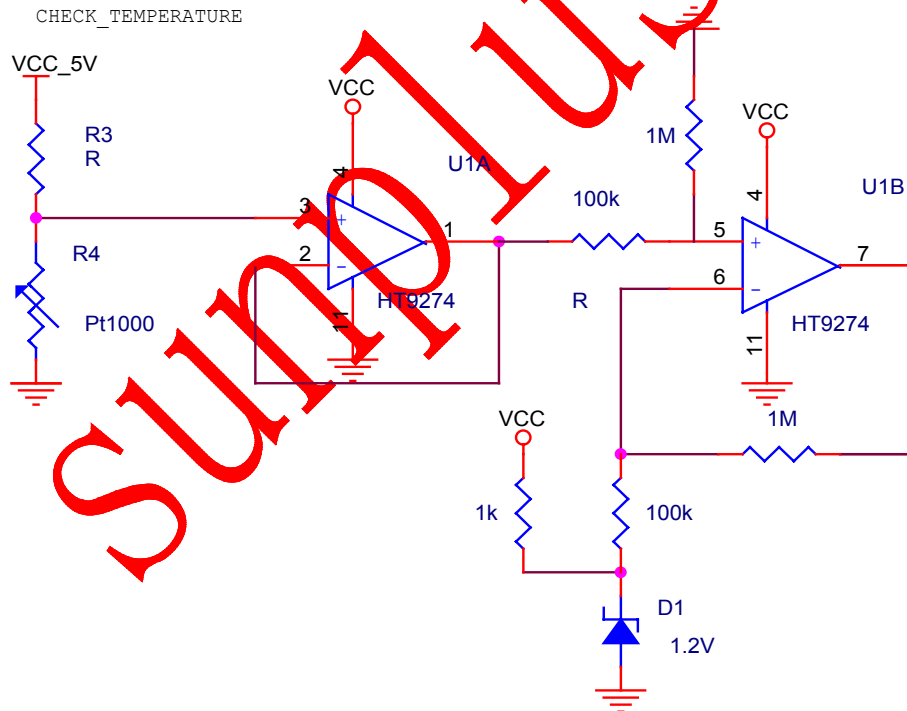 CHECK_TEMPERATURE
VCC_5V
R3
R
R4
Pt1000
VCC
4
U1A
3
+
1
2
-
HT9274
11
100k
R
1M
VCC
4
U1B
5
+
7
6
-
HT9274
11
1M
VCC
1k
100k
D1
1.2V